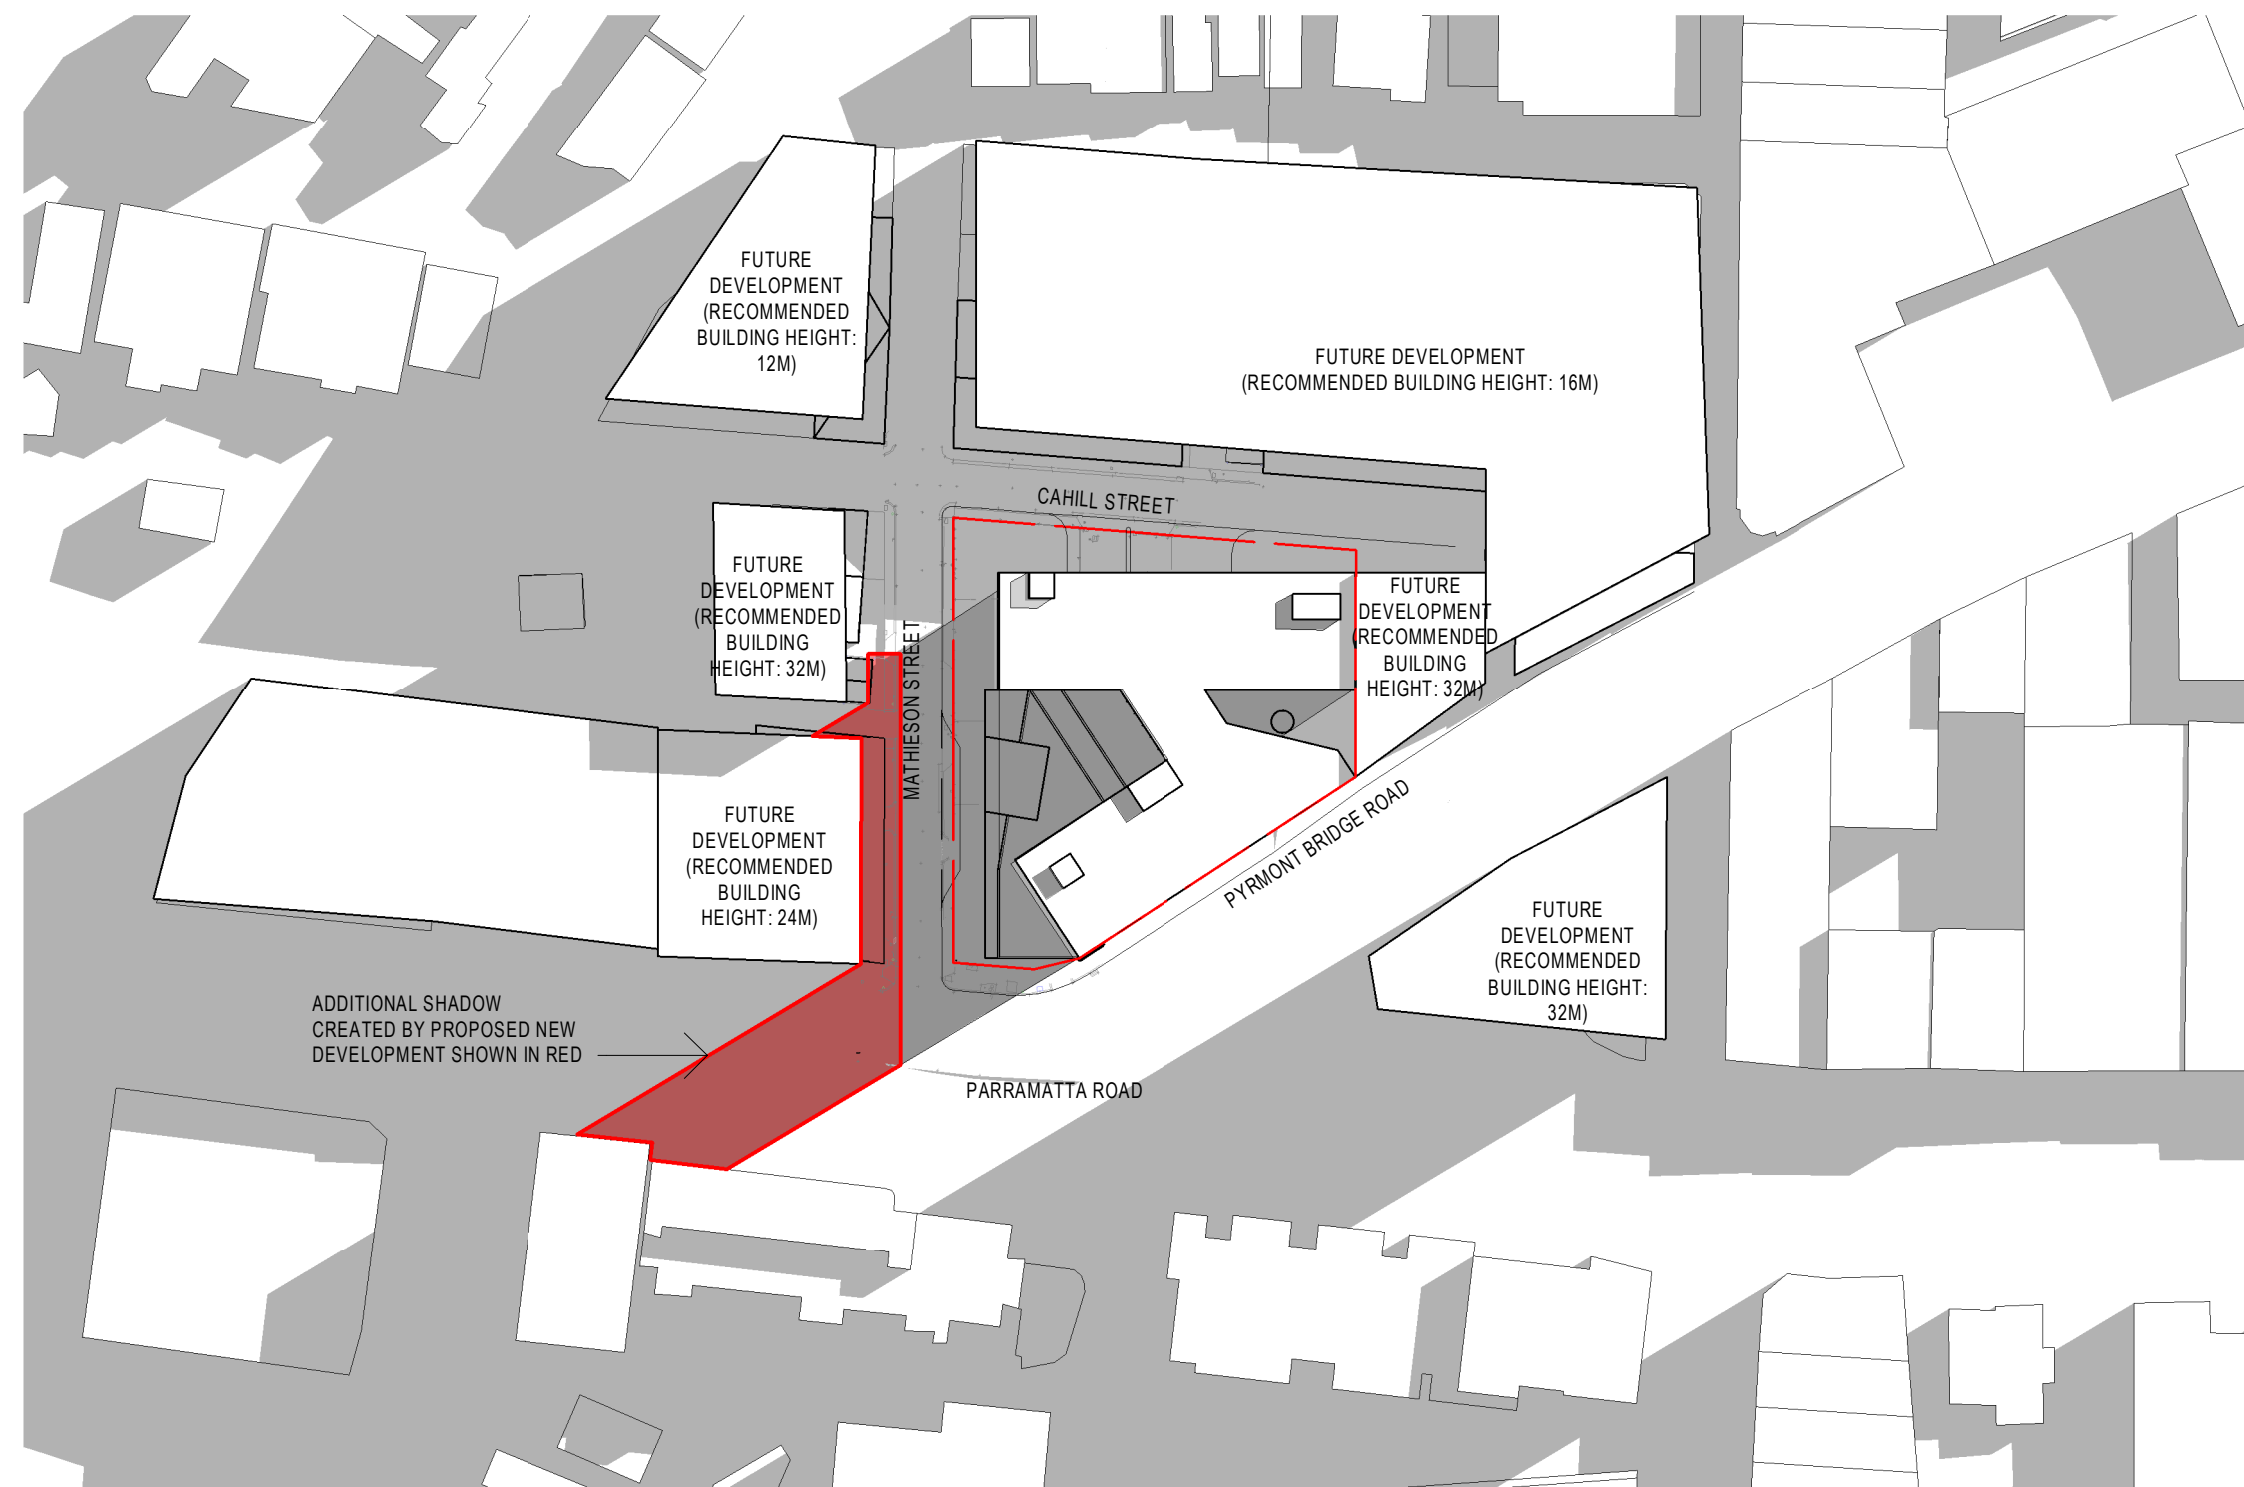 FUTURE
DEVELOPMENT
(RECOMMENDED
BUILDING HEIGHT:
12M)
FUTURE DEVELOPMENT
(RECOMMENDED BUILDING HEIGHT: 16M)
CAHILL STREET
FUTURE
DEVELOPMENT
(RECOMMENDED
BUILDING
HEIGHT: 32M)
FUTURE
DEVELOPMENT
(RECOMMENDED
BUILDING
HEIGHT: 32M)
MATHIESON STREET
FUTURE
DEVELOPMENT
(RECOMMENDED
BUILDING
HEIGHT: 24M)
PYRMONT BRIDGE ROAD
FUTURE
DEVELOPMENT
(RECOMMENDED
BUILDING HEIGHT:
32M)
ADDITIONAL SHADOW
CREATED BY PROPOSED NEW
DEVELOPMENT SHOWN IN RED
PARRAMATTA ROAD